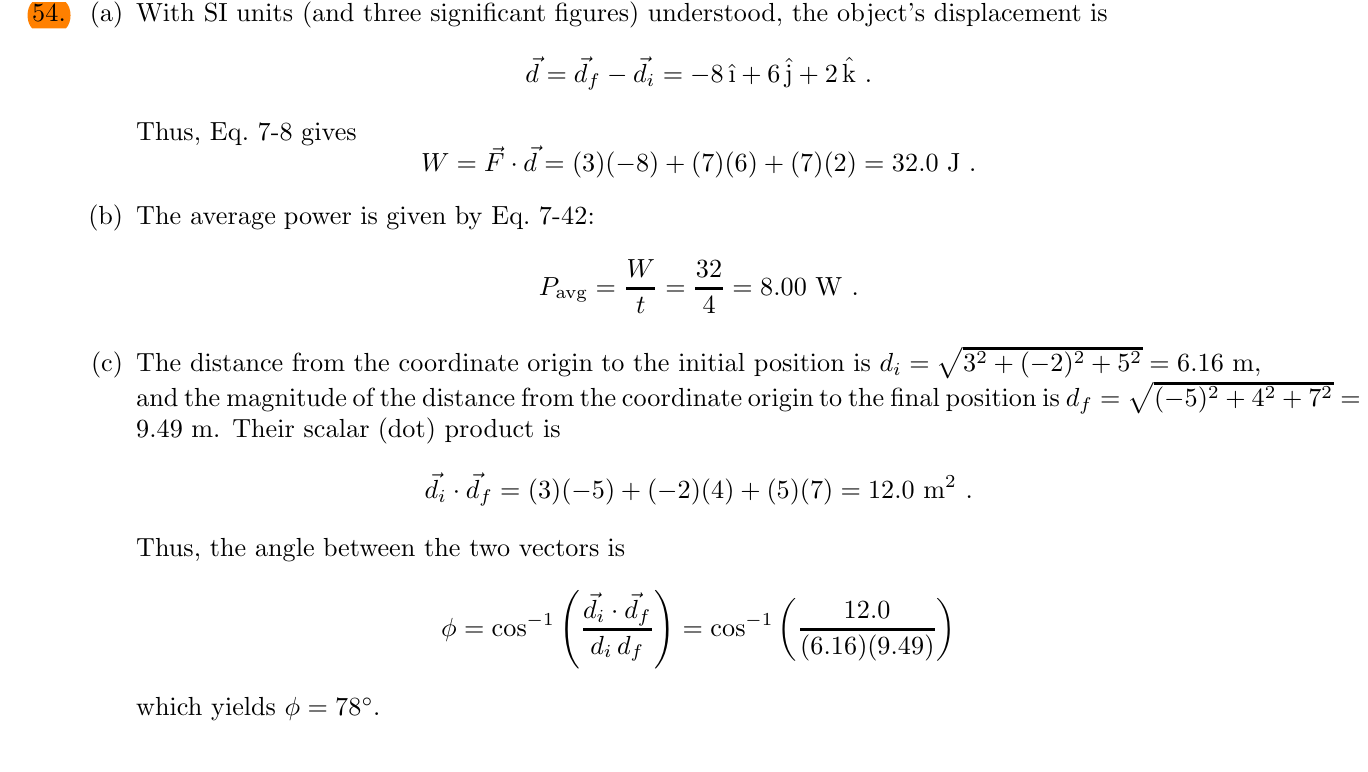 54. (a) With SI units (and three significant figures) understood, the object's displacement is
$\vec{d} = \vec{d}_f - \vec{d}_i = -8\,\hat{\imath} + 6\,\hat{\jmath} + 2\,\hat{k}$ .
Thus, Eq. 7-8 gives
$W = \vec{F} \cdot \vec{d} = (3)(-8) + (7)(6) + (7)(2) = 32.0 \text{ J}$ .
(b) The average power is given by Eq. 7-42:
$P_{\text{avg}} = \frac{W}{t} = \frac{32}{4} = 8.00 \text{ W}$ .
(c) The distance from the coordinate origin to the initial position is $d_i = \sqrt{3^2 + (-2)^2 + 5^2} = 6.16$ m,
and the magnitude of the distance from the coordinate origin to the final position is $d_f = \sqrt{(-5)^2 + 4^2 + 7^2} =$
9.49 m. Their scalar (dot) product is
$\vec{d}_i \cdot \vec{d}_f = (3)(-5) + (-2)(4) + (5)(7) = 12.0 \text{ m}^2$ .
Thus, the angle between the two vectors is
$\phi = \cos^{-1}\left(\frac{\vec{d}_i \cdot \vec{d}_f}{d_i\, d_f}\right) = \cos^{-1}\left(\frac{12.0}{(6.16)(9.49)}\right)$
which yields $\phi = 78^\circ$.